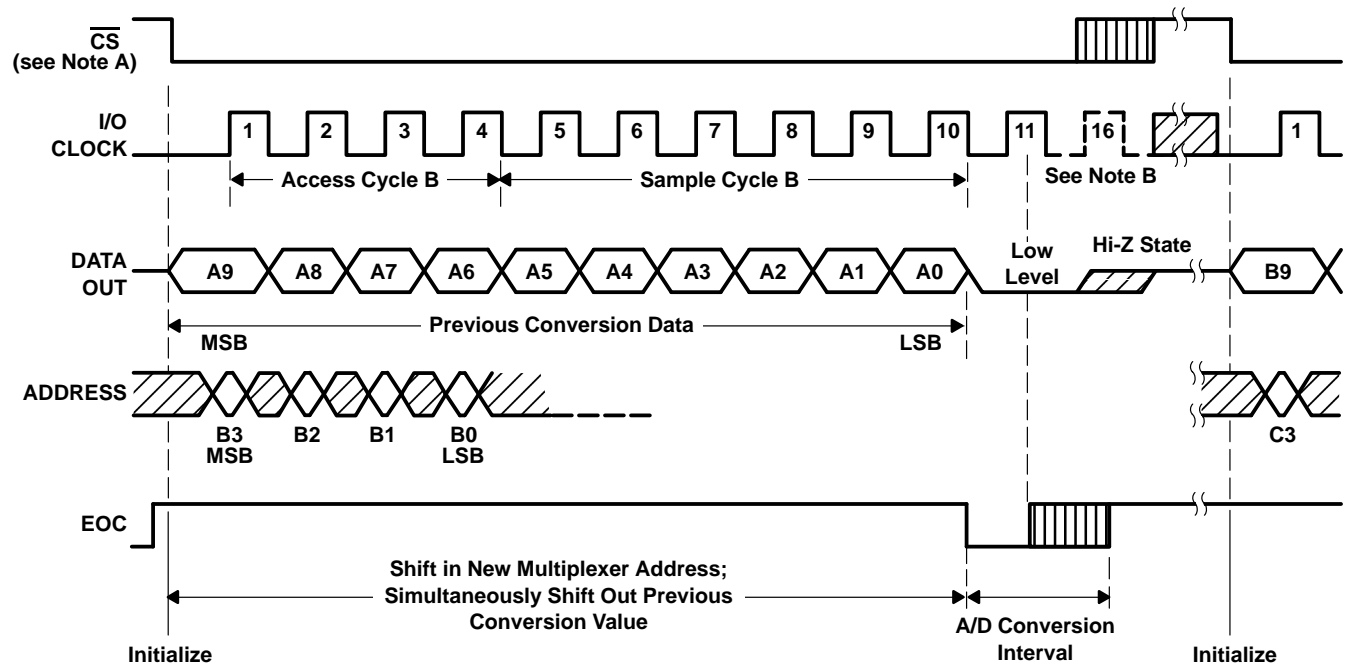 CS
(see Note A)
I/O
CLOCK
1 2 3 4 5 6 7 8 9 10 11 16 1
Access Cycle B
Sample Cycle B
See Note B
DATA
OUT
A9 A8 A7 A6 A5 A4 A3 A2 A1 A0
Low
Level
Hi-Z State
B9
Previous Conversion Data
MSB
LSB
ADDRESS
B3
MSB
B2
B1
B0
LSB
C3
EOC
Shift in New Multiplexer Address;
Simultaneously Shift Out Previous
Conversion Value
A/D Conversion
Interval
Initialize
Initialize